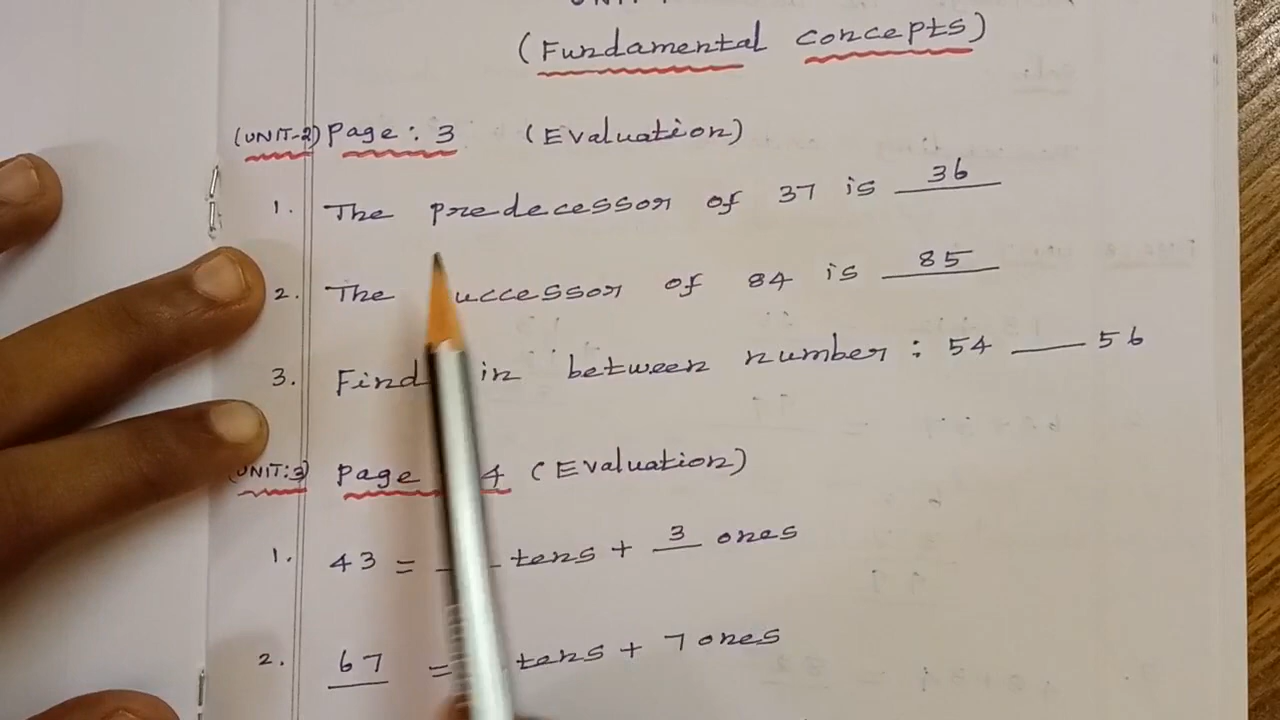 (Fundamental concepts)
(UNIT-2) Page: 3 (Evaluation)
1. The predecessor of 37 is 36
2. The successor of 84 is 85
3. Find in between number: 54 ___ 56
(UNIT:3) Page 4 (Evaluation)
1. 43 = tens + 3 ones
2. 67 = tens + 7 ones